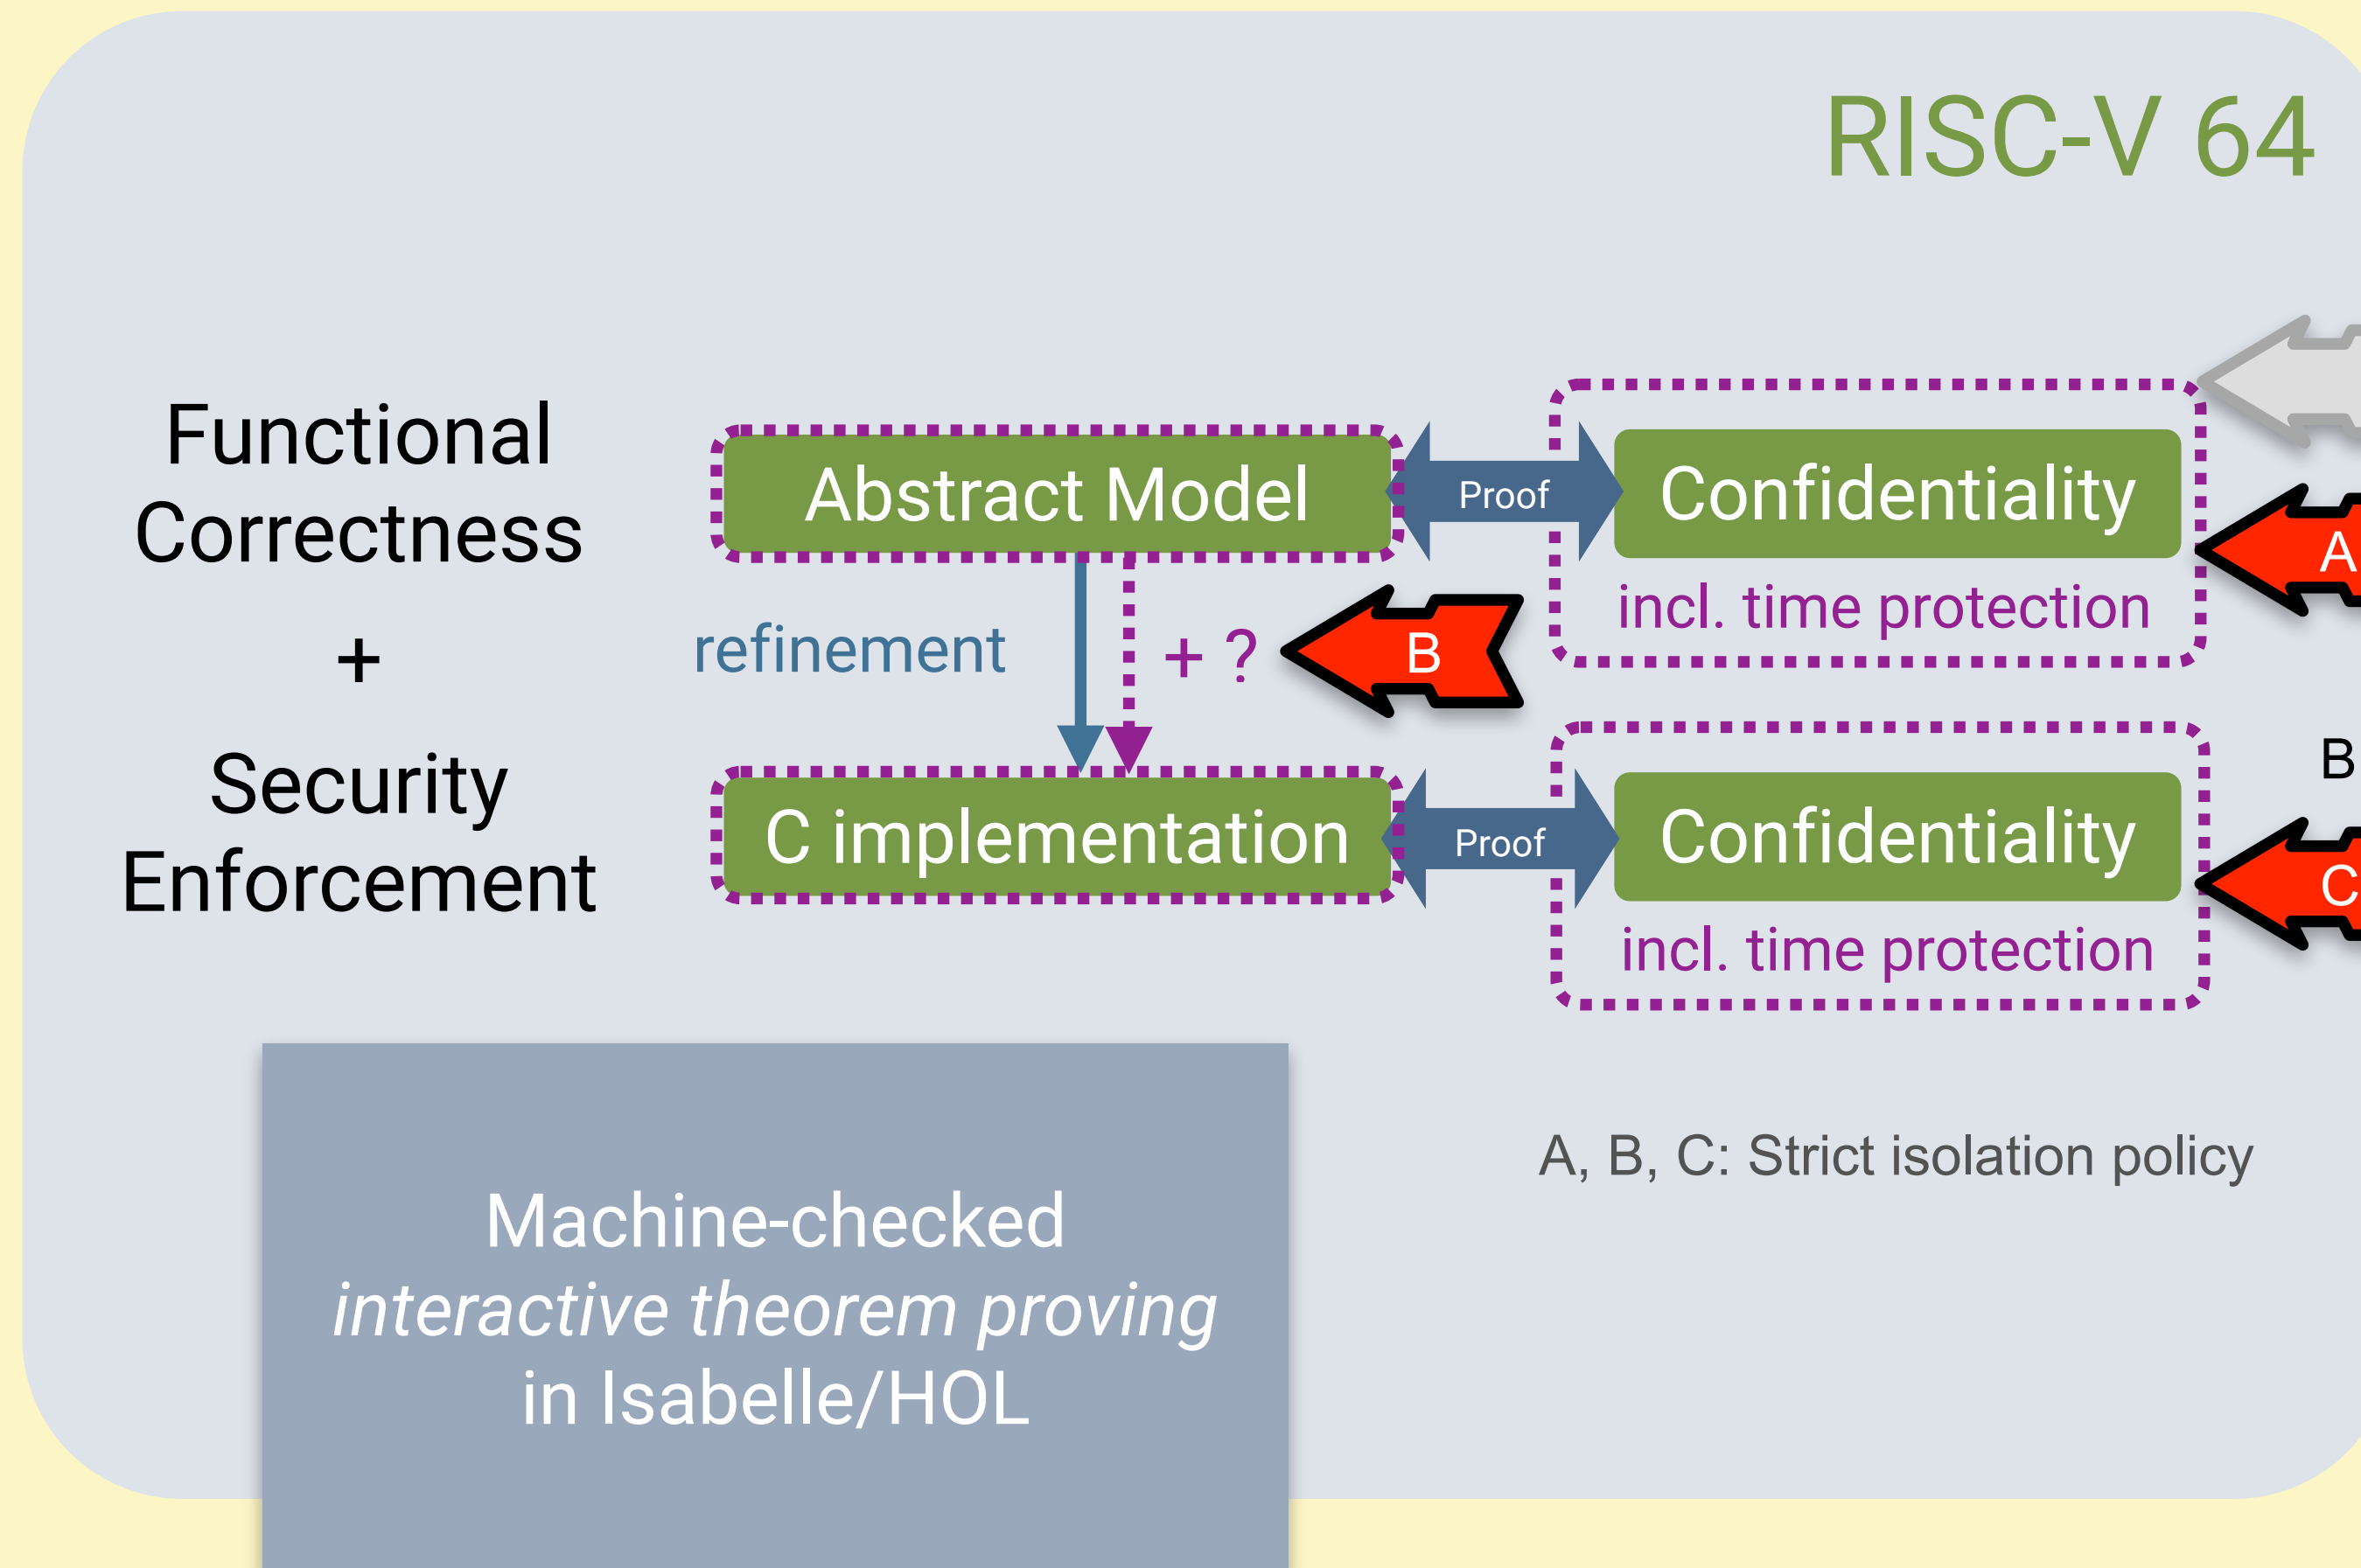 RISC-V 64
Functional
Correctness
+
Security
Enforcement
Abstract Model
Proof
Confidentiality
incl. time protection
A
refinement
+ ?
B
B
C implementation
Proof
Confidentiality
incl. time protection
C
A, B, C: Strict isolation policy
Machine-checked
interactive theorem proving
in Isabelle/HOL